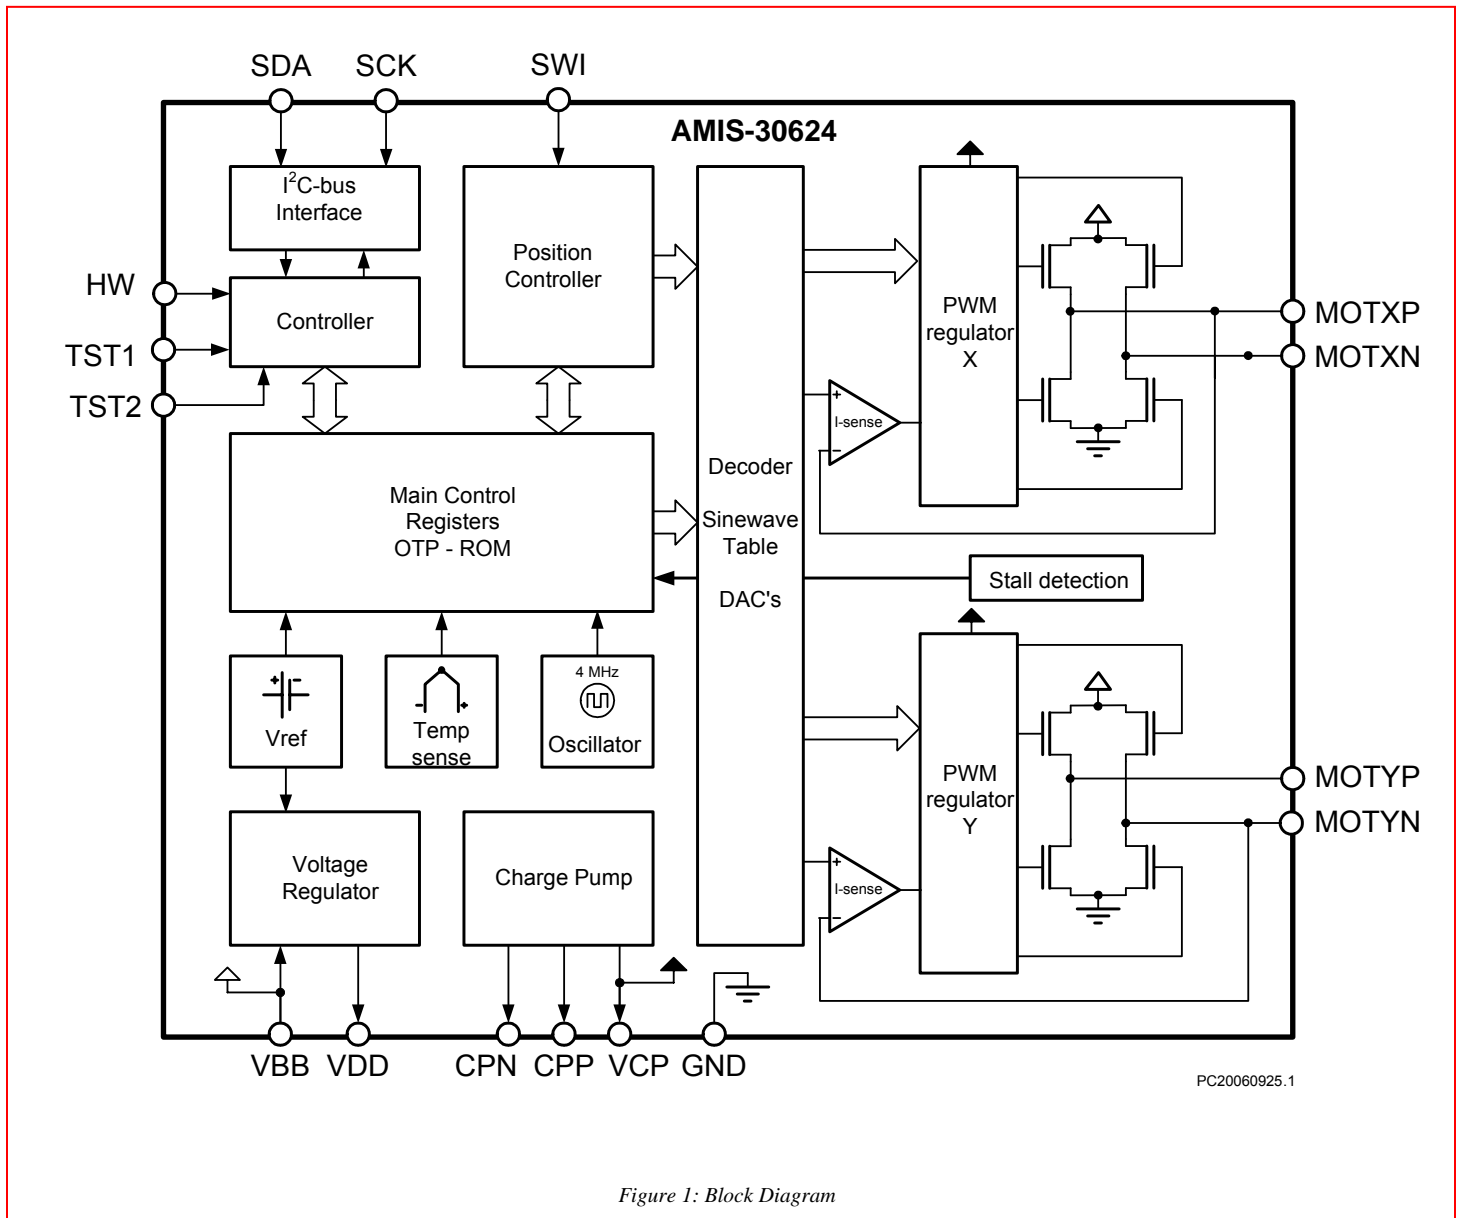 SDA SCK SWI
AMIS-30624
I²C-bus
Interface
Position
Controller
HW
Controller
TST1
TST2
PWM
regulator
X
MOTXP
MOTXN
+
I-sense
−
Main Control
Registers
OTP - ROM
Decoder
Sinewave
Table
DAC's
Stall detection
+ -
Vref
- +
Temp
sense
4 MHz
Oscillator
PWM
regulator
Y
MOTYP
MOTYN
+
I-sense
−
Voltage
Regulator
Charge Pump
VBB VDD CPN CPP VCP GND
PC20060925.1
Figure 1: Block Diagram